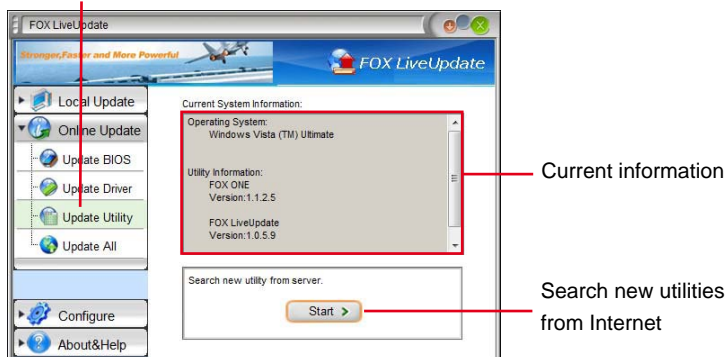 FOX LiveUpdate
Stronger,Faster and More Powerful
FOX LiveUpdate
Local Update
Online Update
Update BIOS
Update Driver
Update Utility
Update All
Configure
About&Help
Current System Information:
Operating System:
Windows Vista (TM) Ultimate
Utility Information:
FOX ONE
Version:1.1.2.5
FOX LiveUpdate
Version:1.0.5.9
Search new utility from server.
Start >
Current information
Search new utilities
from Internet